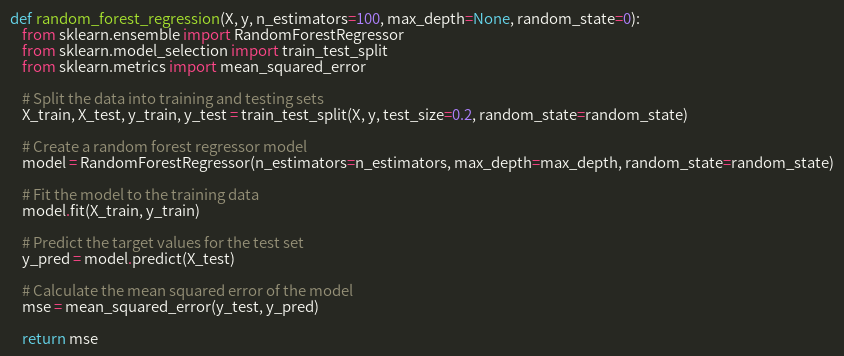 def random_forest_regression(X, y, n_estimators=100, max_depth=None, random_state=0):
from sklearn.ensemble import RandomForestRegressor
from sklearn.model_selection import train_test_split
from sklearn.metrics import mean_squared_error
# Split the data into training and testing sets
X_train, X_test, y_train, y_test = train_test_split(X, y, test_size=0.2, random_state=random_state)
# Create a random forest regressor model
model = RandomForestRegressor(n_estimators=n_estimators, max_depth=max_depth, random_state=random_state)
# Fit the model to the training data
model.fit(X_train, y_train)
# Predict the target values for the test set
y_pred = model.predict(X_test)
# Calculate the mean squared error of the model
mse = mean_squared_error(y_test, y_pred)
return mse